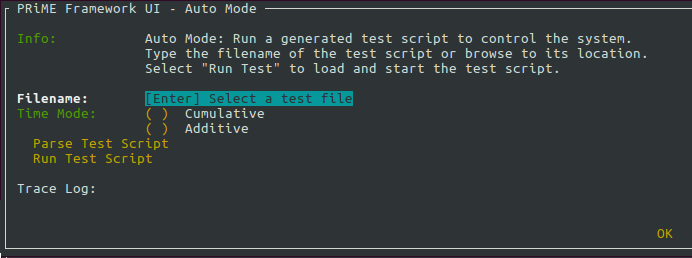 PRiME Framework UI - Auto Mode
Info: Auto Mode: Run a generated test script to control the system.
Type the filename of the test script or browse to its location.
Select "Run Test" to load and start the test script.
Filename: [Enter] Select a test file
Time Mode: ( ) Cumulative
( ) Additive
Parse Test Script
Run Test Script
Trace Log:
OK